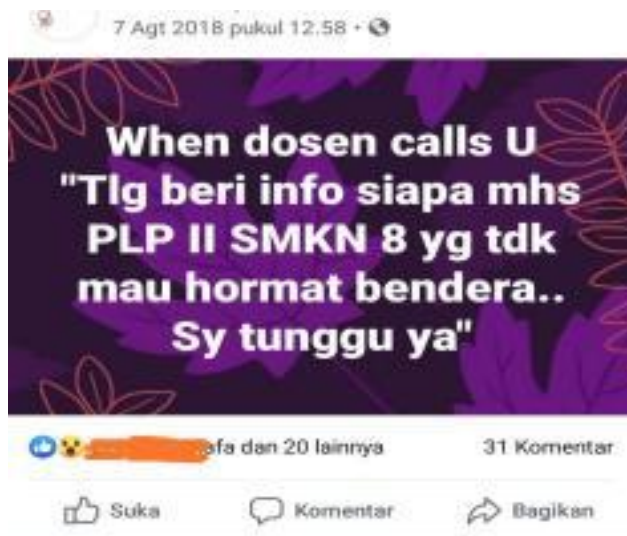 7 Agt 2018 pukul 12.58
When dosen calls U
"Tlg beri info siapa mhs
PLP II SMKN 8 yg tdk
mau hormat bendera..
Sy tunggu ya"
afa dan 20 lainnya
31 Komentar
Suka
Komentar
Bagikan